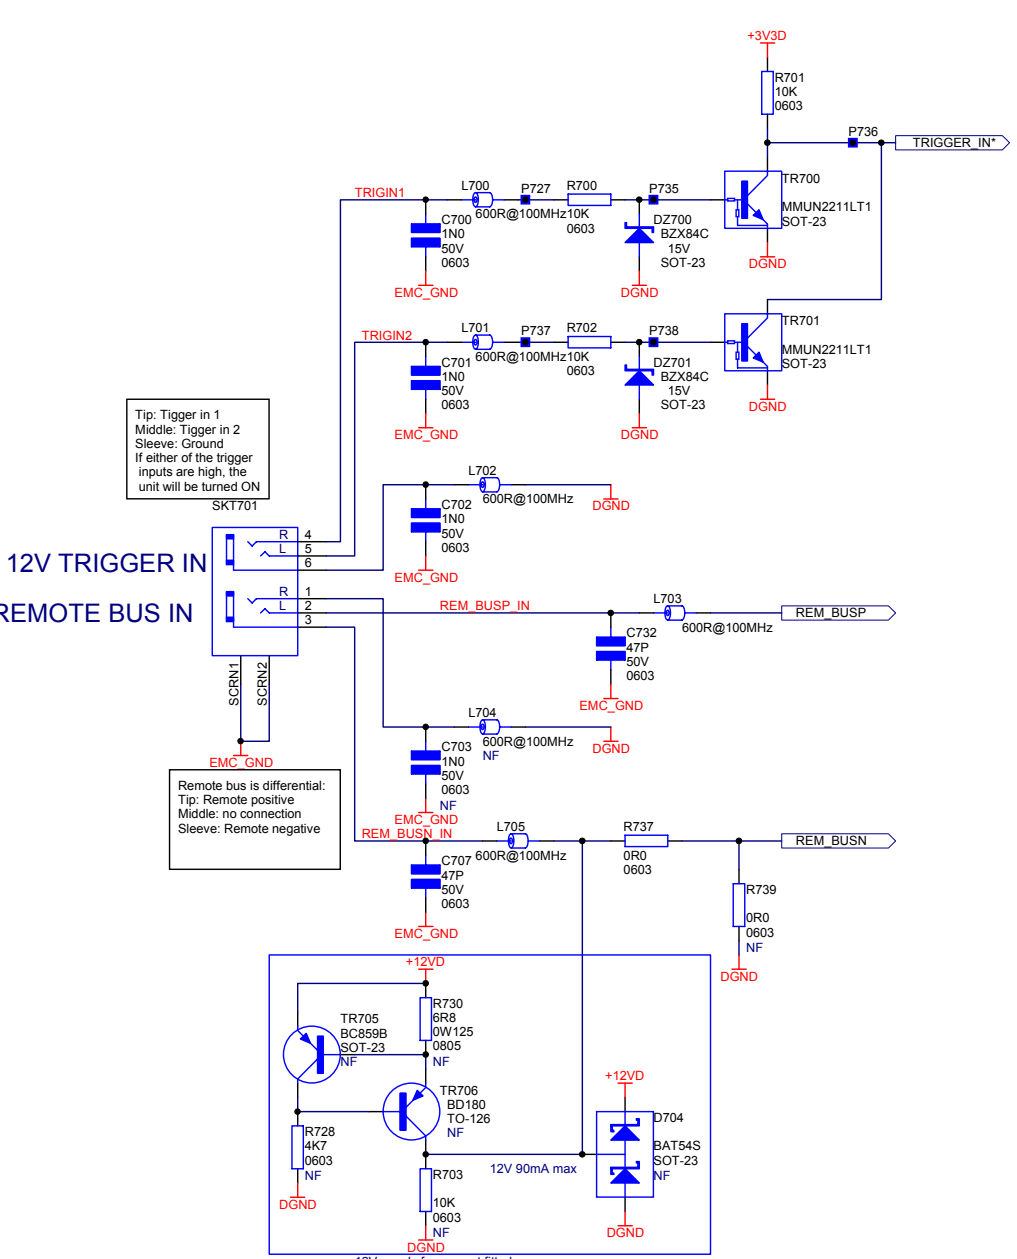 +3V3D
R701
10K
0603
P736
TRIGGER_IN*
TRIGIN1
L700
600R@100MHz
P727
R700
10K
0603
P735
TR700
MMUN2211LT1
SOT-23
C700
1N0
50V
0603
DZ700
BZX84C
15V
SOT-23
EMC_GND
DGND
DGND
TRIGIN2
L701
600R@100MHz
P737
R702
10K
0603
P738
TR701
MMUN2211LT1
SOT-23
C701
1N0
50V
0603
DZ701
BZX84C
15V
SOT-23
EMC_GND
DGND
DGND
Tip: Tigger in 1
Middle: Tigger in 2
Sleeve: Ground
If either of the trigger
inputs are high, the
unit will be turned ON
SKT701
L702
600R@100MHz
DGND
C702
1N0
50V
0603
EMC_GND
12V TRIGGER IN
R 4
L 5
6
REMOTE BUS IN
R 1
L 2
3
SCRN1
SCRN2
EMC_GND
REM_BUSP_IN
L703
600R@100MHz
REM_BUSP
C732
47P
50V
0603
EMC_GND
L704
600R@100MHz
NF
DGND
C703
1N0
50V
0603
NF
EMC_GND
Remote bus is differential:
Tip: Remote positive
Middle: no connection
Sleeve: Remote negative
REM_BUSN_IN
L705
600R@100MHz
R737
0R0
0603
REM_BUSN
C707
47P
50V
0603
EMC_GND
R739
0R0
0603
NF
DGND
+12VD
R730
6R8
0W125
0805
NF
TR705
BC859B
SOT-23
NF
TR706
BD180
TO-126
NF
R728
4K7
0603
NF
DGND
R703
10K
0603
NF
DGND
12V 90mA max
+12VD
D704
BAT54S
SOT-23
NF
DGND